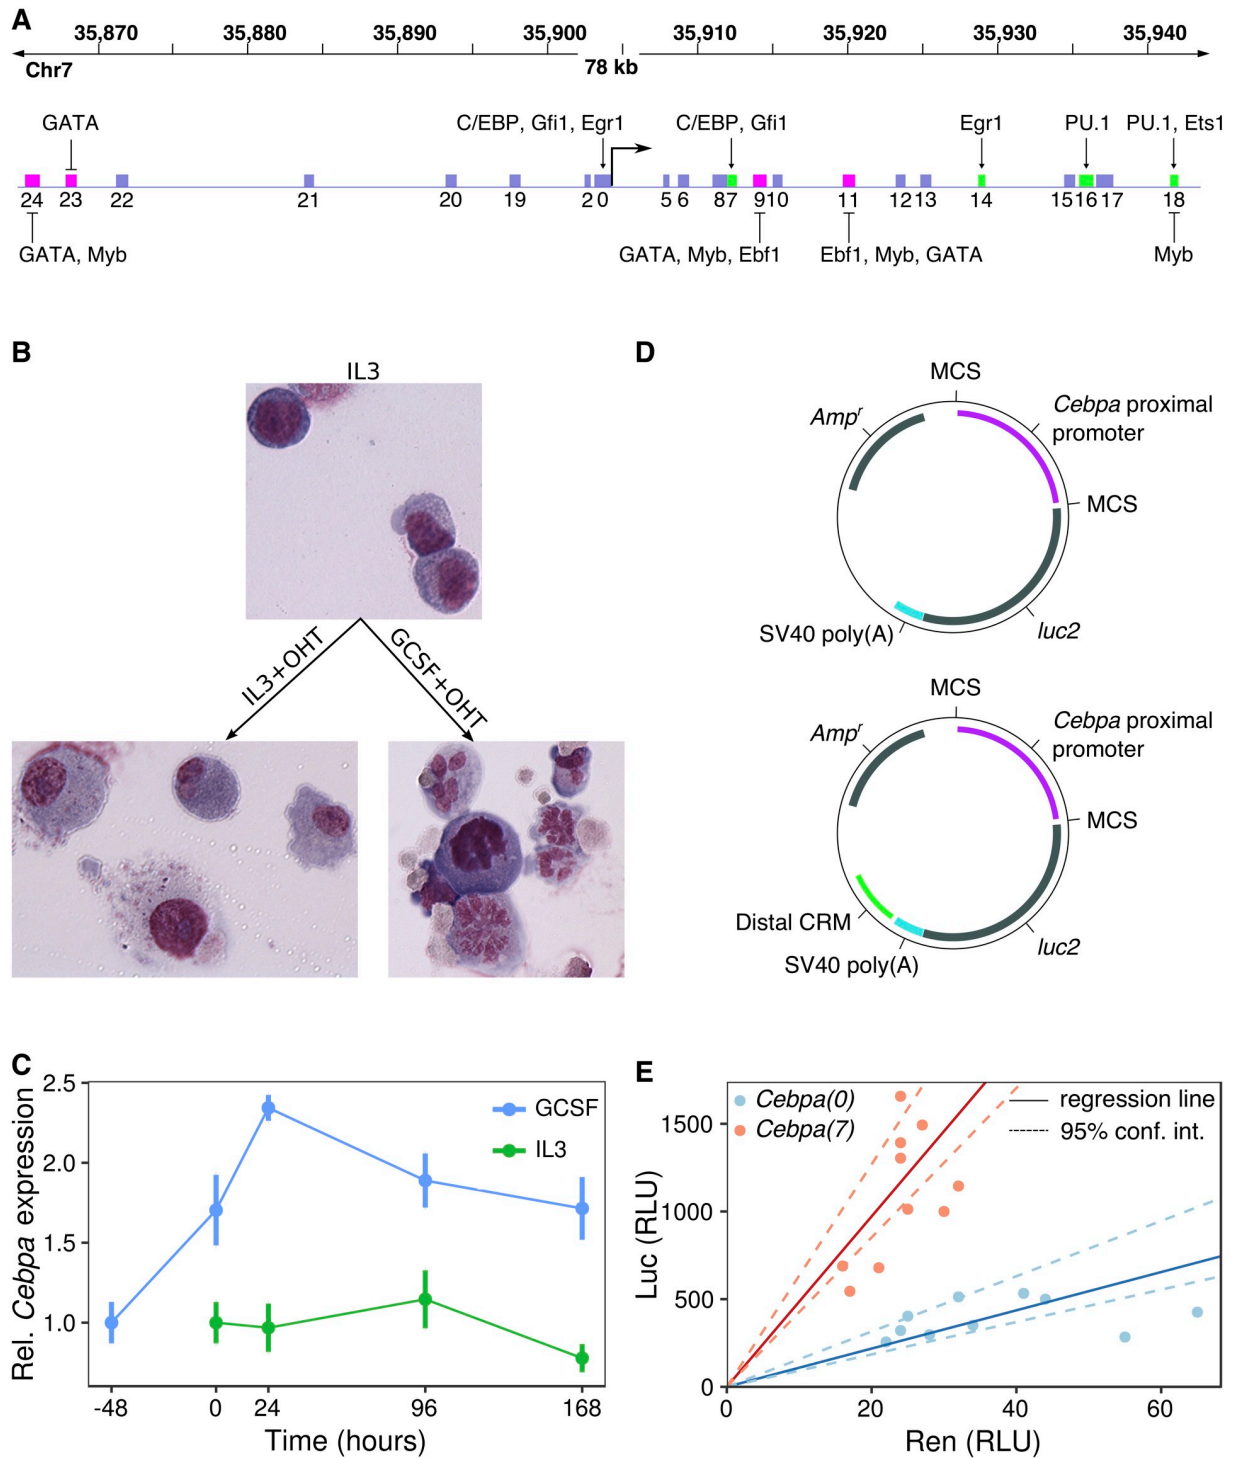 A
35,870 35,880 35,890 35,900 35,910 35,920 35,930 35,940
Chr7 78 kb
GATA C/EBP, Gfi1, Egr1 C/EBP, Gfi1 Egr1 PU.1 PU.1, Ets1
24 23 22 21 20 19 2 0 5 6 8 7 9 10 11 12 13 14 15 16 17 18
GATA, Myb GATA, Myb, Ebf1 Ebf1, Myb, GATA Myb
B
IL3
IL3+OHT
GCSF+OHT
D
MCS
Ampr
Cebpa proximal
promoter
MCS
SV40 poly(A)
luc2
MCS
Ampr
Cebpa proximal
promoter
MCS
Distal CRM
SV40 poly(A)
luc2
C
Rel. Cebpa expression
2.5
2.0
1.5
1.0
GCSF
IL3
-48 0 24 96 168
Time (hours)
E
Luc (RLU)
1500
1000
500
0
Cebpa(0)
Cebpa(7)
regression line
95% conf. int.
0 20 40 60
Ren (RLU)